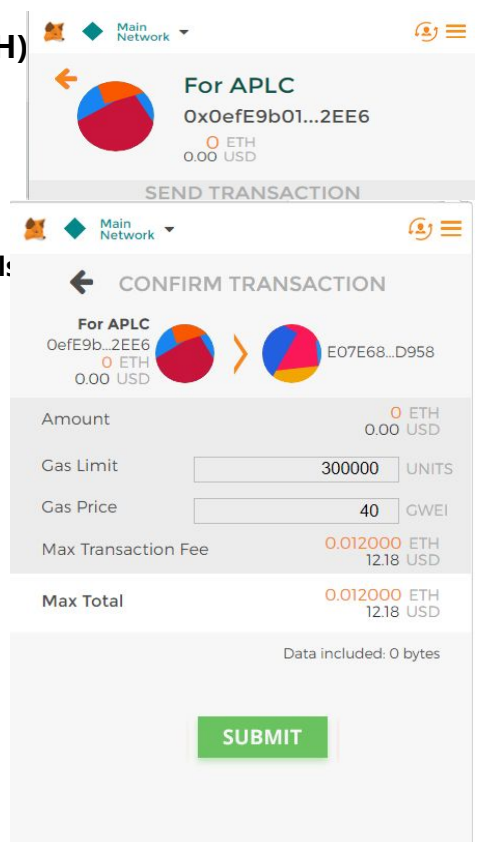 H)
Main
Network
For APLC
0x0efE9b01...2EE6
0 ETH
0.00 USD
SEND TRANSACTION
Main
Network
CONFIRM TRANSACTION
For APLC
0efE9b...2EE6
0 ETH
0.00 USD
E07E68...D958
Amount 0 ETH
0.00 USD
Gas Limit 300000 UNITS
Gas Price 40 GWEI
Max Transaction Fee 0.012000 ETH
12.18 USD
Max Total 0.012000 ETH
12.18 USD
Data included: 0 bytes
SUBMIT